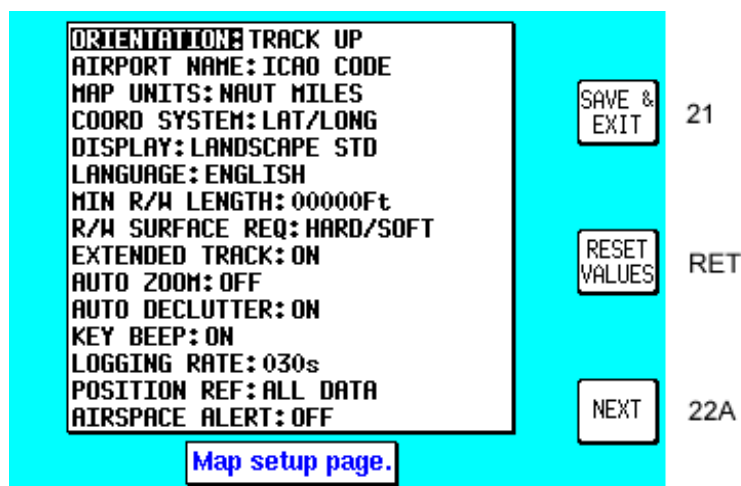 ORIENTATION: TRACK UP
AIRPORT NAME: ICAO CODE
MAP UNITS: NAUT MILES
COORD SYSTEM: LAT/LONG
DISPLAY: LANDSCAPE STD
LANGUAGE: ENGLISH
MIN R/W LENGTH: 00000Ft
R/W SURFACE REQ: HARD/SOFT
EXTENDED TRACK: ON
AUTO ZOOM: OFF
AUTO DECLUTTER: ON
KEY BEEP: ON
LOGGING RATE: 030s
POSITION REF: ALL DATA
AIRSPACE ALERT: OFF
Map setup page.
SAVE &
EXIT
21
RESET
VALUES
RET
NEXT
22A